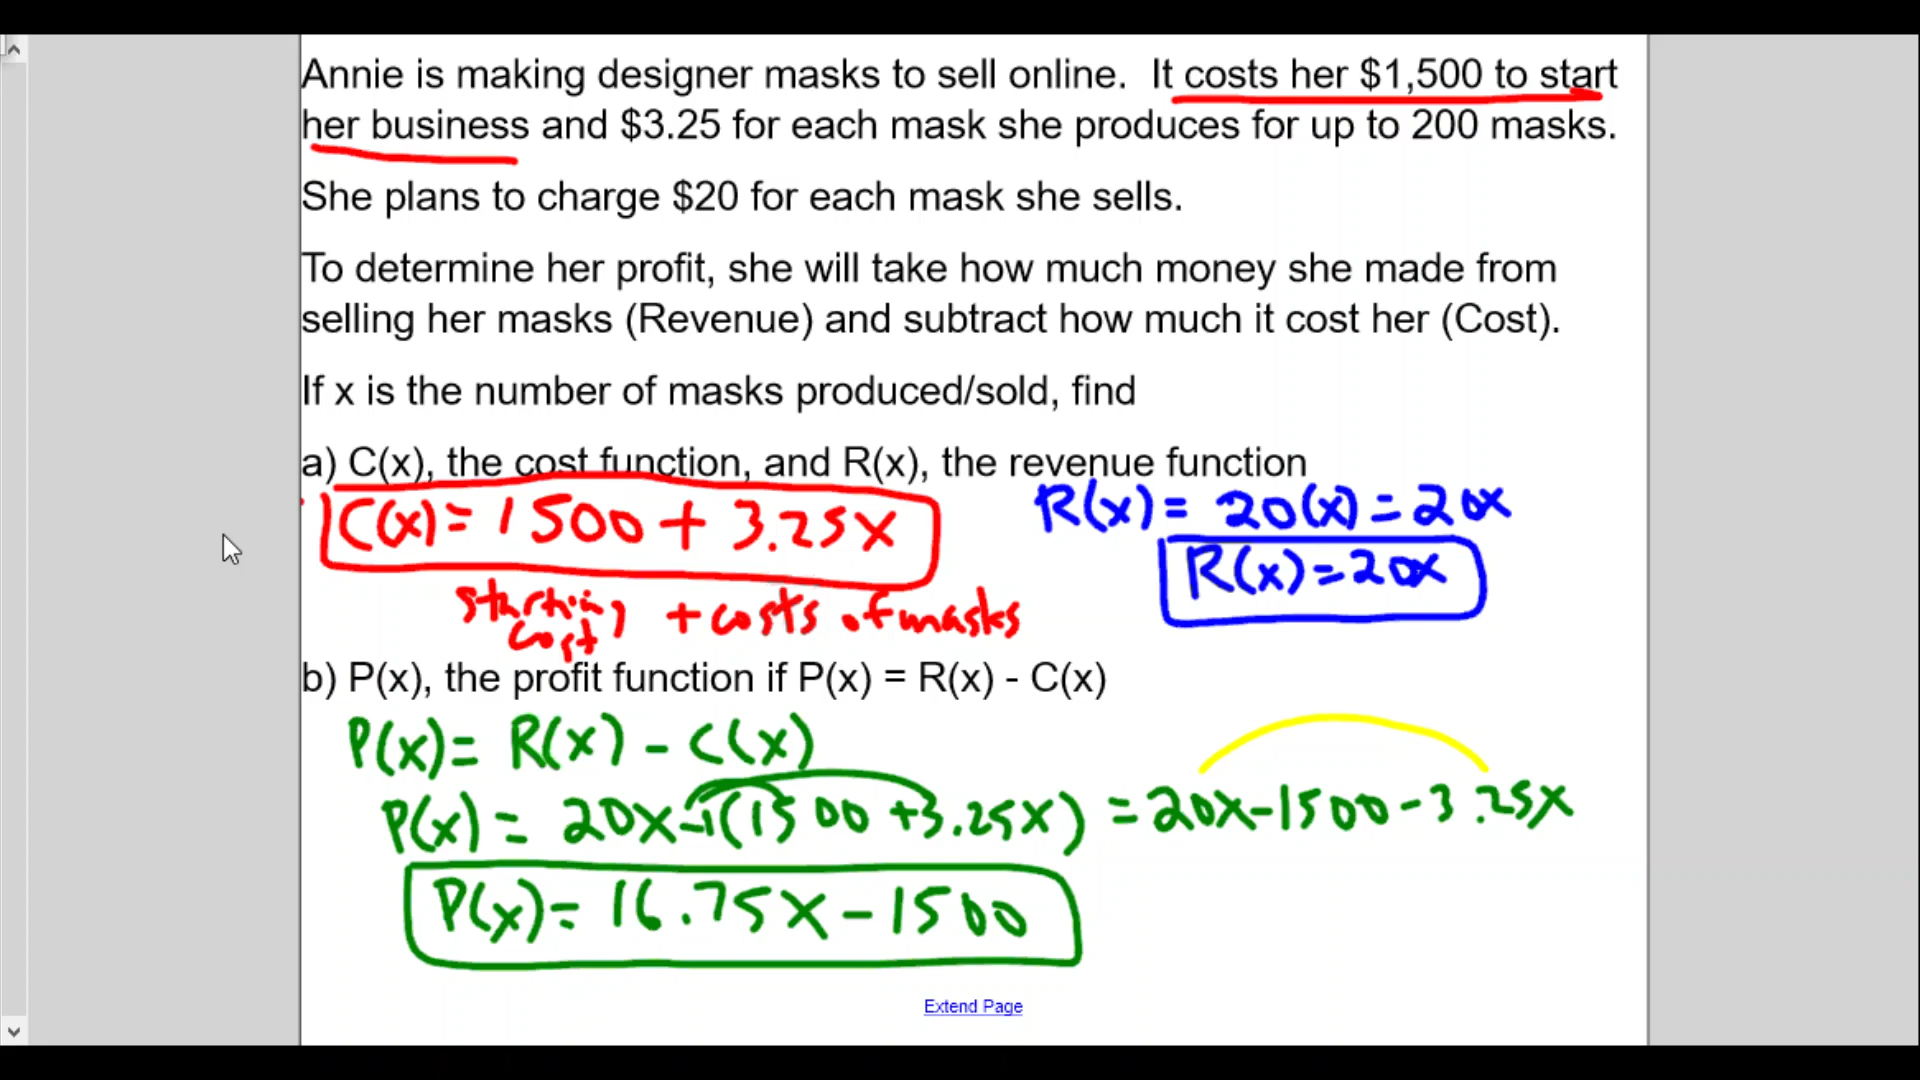 Annie is making designer masks to sell online.  It costs her $1,500 to start
her business and $3.25 for each mask she produces for up to 200 masks.
She plans to charge $20 for each mask she sells.
To determine her profit, she will take how much money she made from
selling her masks (Revenue) and subtract how much it cost her (Cost).
If x is the number of masks produced/sold, find
a) C(x), the cost function, and R(x), the revenue function
C(x) = 1500 + 3.25x
starting cost + costs of masks
R(x) = 20(x) = 20x
R(x) = 20x
b) P(x), the profit function if P(x) = R(x) - C(x)
P(x) = R(x) - C(x)
P(x) = 20x -1(1500 + 3.25x) = 20x - 1500 - 3.25x
P(x) = 16.75x - 1500
Extend Page